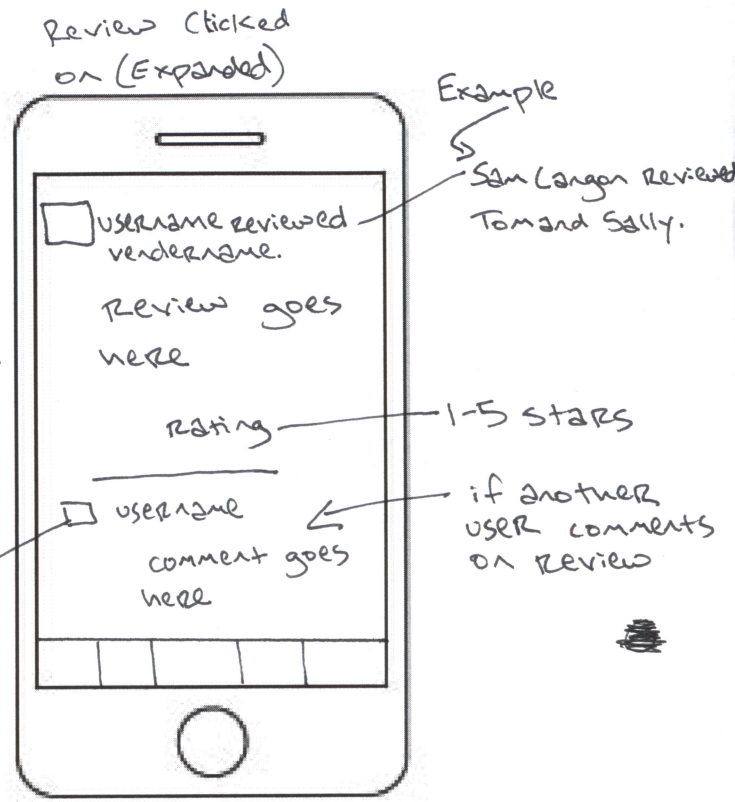 Review Clicked
on (Expanded)
Example
Sam Langon Reviewed
Tom and Sally.
username reviewed
vendername.
Review goes
here
Rating
1-5 stars
username
comment goes
here
if another
user comments
on review